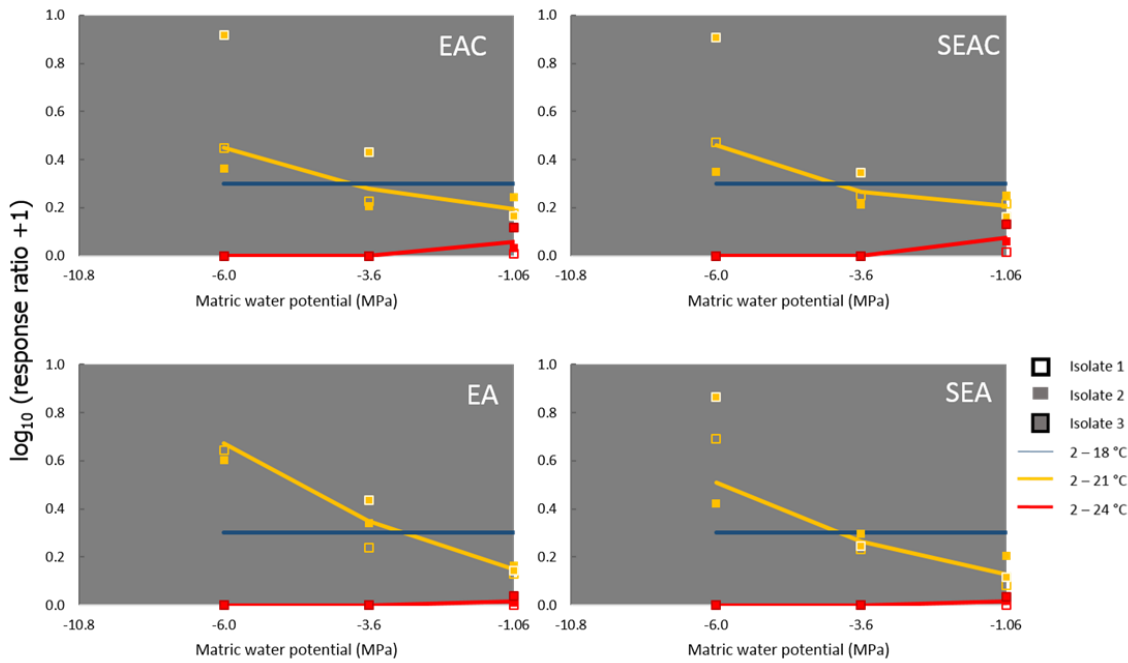 log10 (response ratio +1)
1.0
0.8
0.6
0.4
0.2
0.0
EAC
-10.8 -6.0 -3.6 -1.06
Matric water potential (MPa)
1.0
0.8
0.6
0.4
0.2
0.0
SEAC
-10.8 -6.0 -3.6 -1.06
Matric water potential (MPa)
1.0
0.8
0.6
0.4
0.2
0.0
EA
-10.8 -6.0 -3.6 -1.06
Matric water potential (MPa)
1.0
0.8
0.6
0.4
0.2
0.0
SEA
-10.8 -6.0 -3.6 -1.06
Matric water potential (MPa)
Isolate 1
Isolate 2
Isolate 3
2 – 18 °C
2 – 21 °C
2 – 24 °C